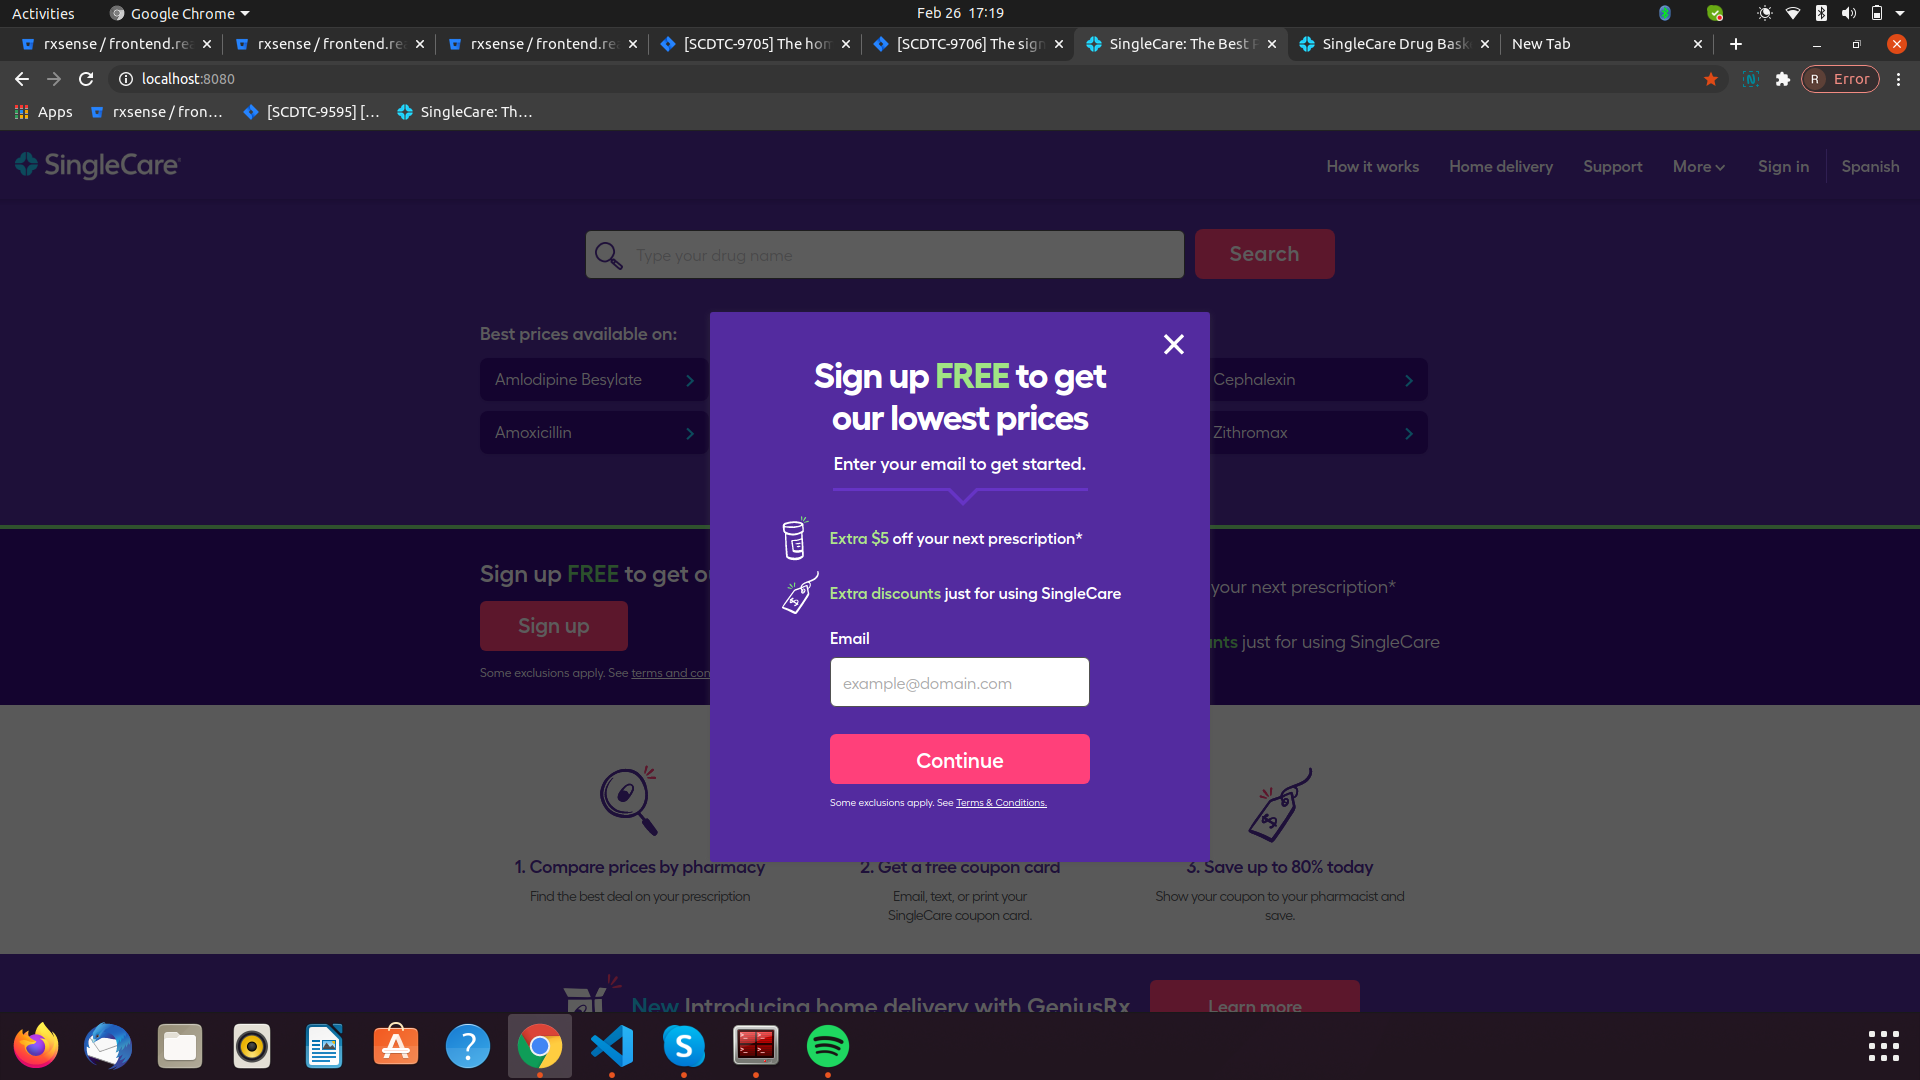 Activities
Google Chrome
Feb 26 17:19
rxsense / frontend.rea
rxsense / frontend.rea
rxsense / frontend.rea
[SCDTC-9705] The hom
[SCDTC-9706] The sign
SingleCare: The Best P
SingleCare Drug Bask
New Tab
localhost:8080
R Error
Apps
rxsense / fron...
[SCDTC-9595] [...
SingleCare: Th...
SingleCare
How it works
Home delivery
Support
More
Sign in
Spanish
Type your drug name
Search
Best prices available on:
Amlodipine Besylate
Cephalexin
Amoxicillin
Zithromax
Sign up FREE to get
our lowest prices
Enter your email to get started.
Extra $5 off your next prescription*
Extra discounts just for using SingleCare
Email
example@domain.com
Continue
Some exclusions apply. See Terms & Conditions.
Sign up FREE to get o
Sign up
Some exclusions apply. See terms and con
your next prescription*
nts just for using SingleCare
1. Compare prices by pharmacy
Find the best deal on your prescription
2. Get a free coupon card
Email, text, or print your
SingleCare coupon card.
3. Save up to 80% today
Show your coupon to your pharmacist and
save.
New Introducing home delivery with GeniusRx
Learn more